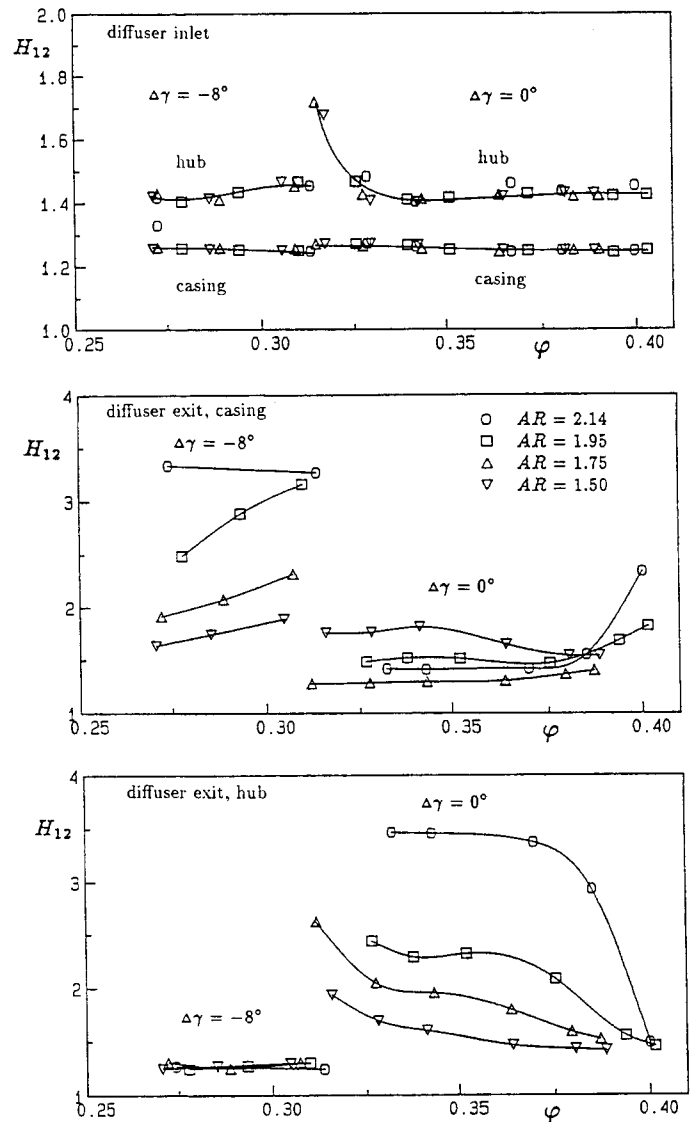 2.0
diffuser inlet
H₁₂
1.8
Δγ = −8°
Δγ = 0°
1.6
hub
hub
1.4
1.2
casing
casing
1.0
0.25
0.30
0.35
φ
0.40
4
diffuser exit, casing
H₁₂
Δγ = −8°
AR = 2.14
AR = 1.95
AR = 1.75
AR = 1.50
3
2
Δγ = 0°
1
0.25
0.30
0.35
φ
0.40
4
diffuser exit, hub
Δγ = 0°
H₁₂
3
2
Δγ = −8°
1
0.25
0.30
0.35
φ
0.40